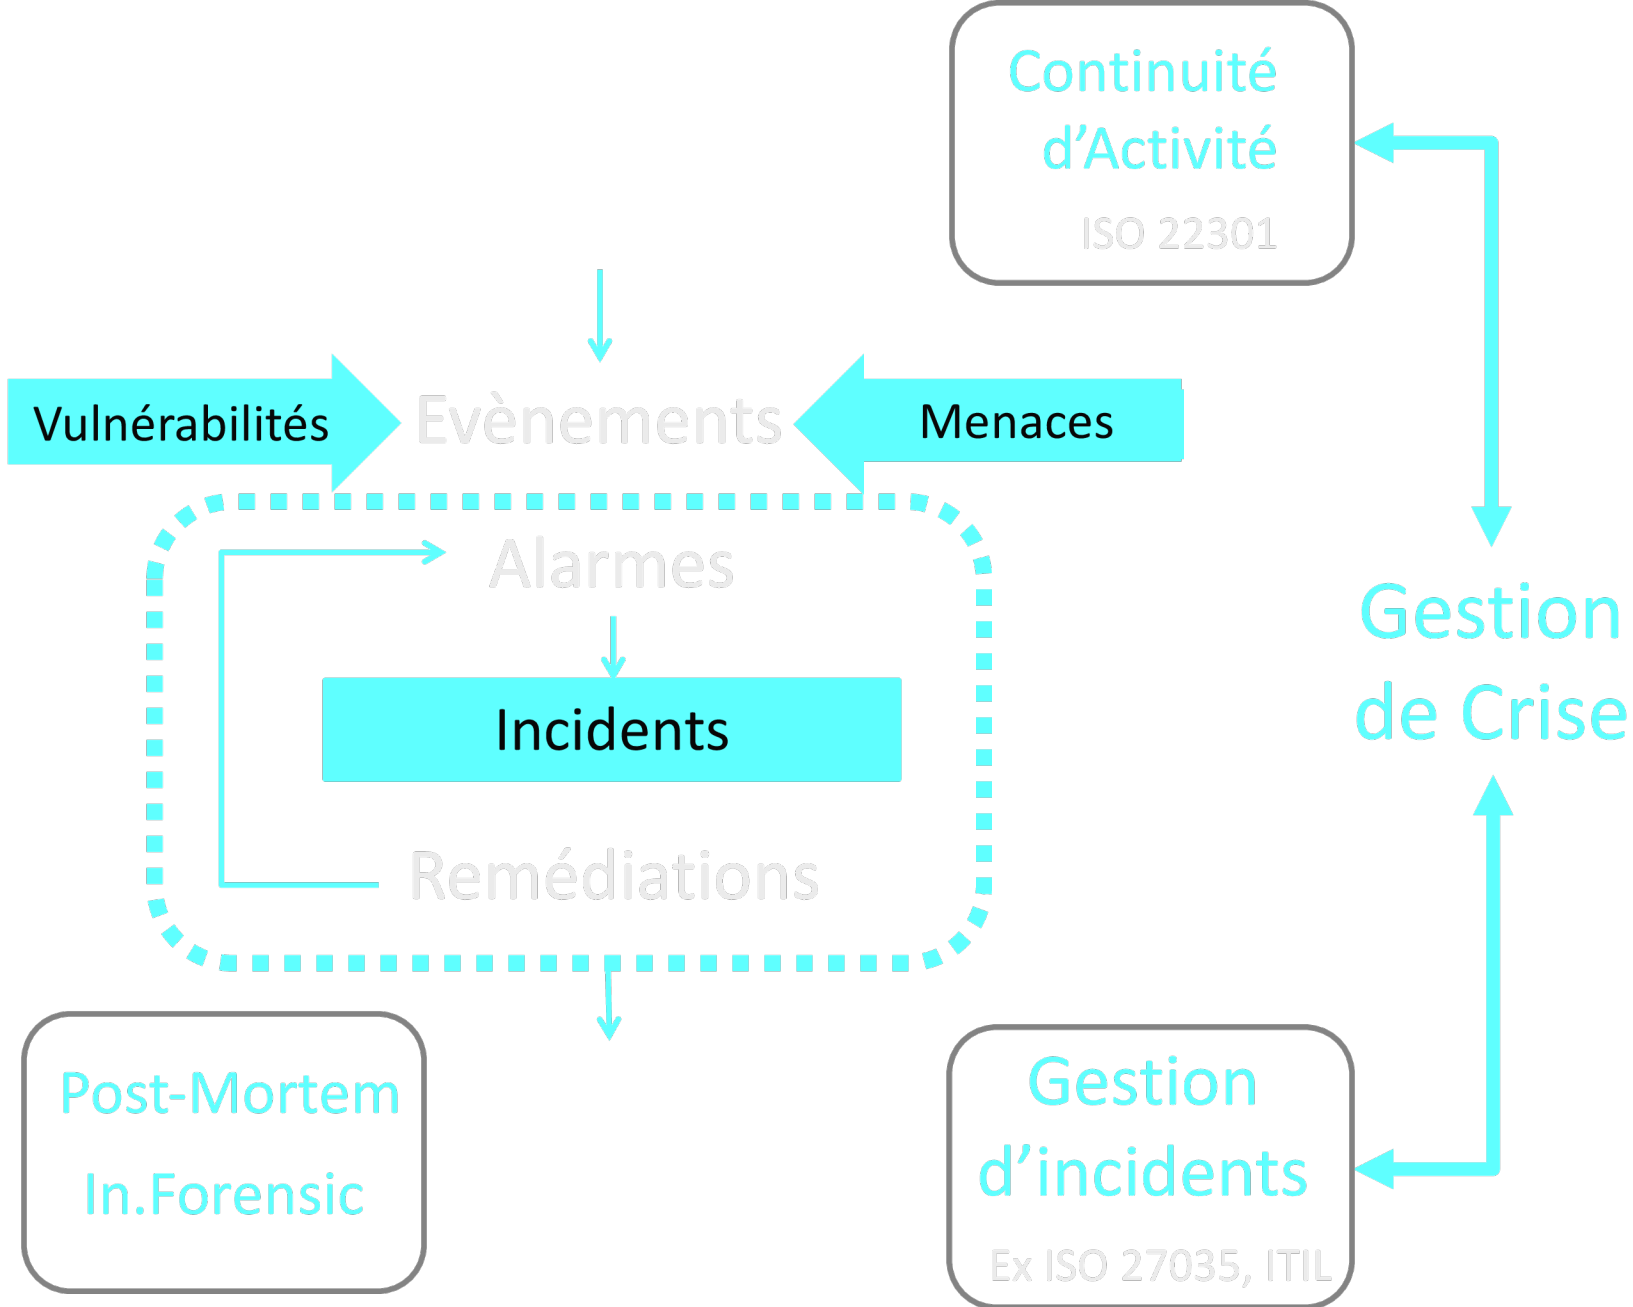 Continuité
d’Activité
ISO 22301
Vulnérabilités
Evènements
Menaces
Alarmes
Incidents
Remédiations
Gestion
de Crise
Post-Mortem
In.Forensic
Gestion
d’incidents
Ex ISO 27035, ITIL